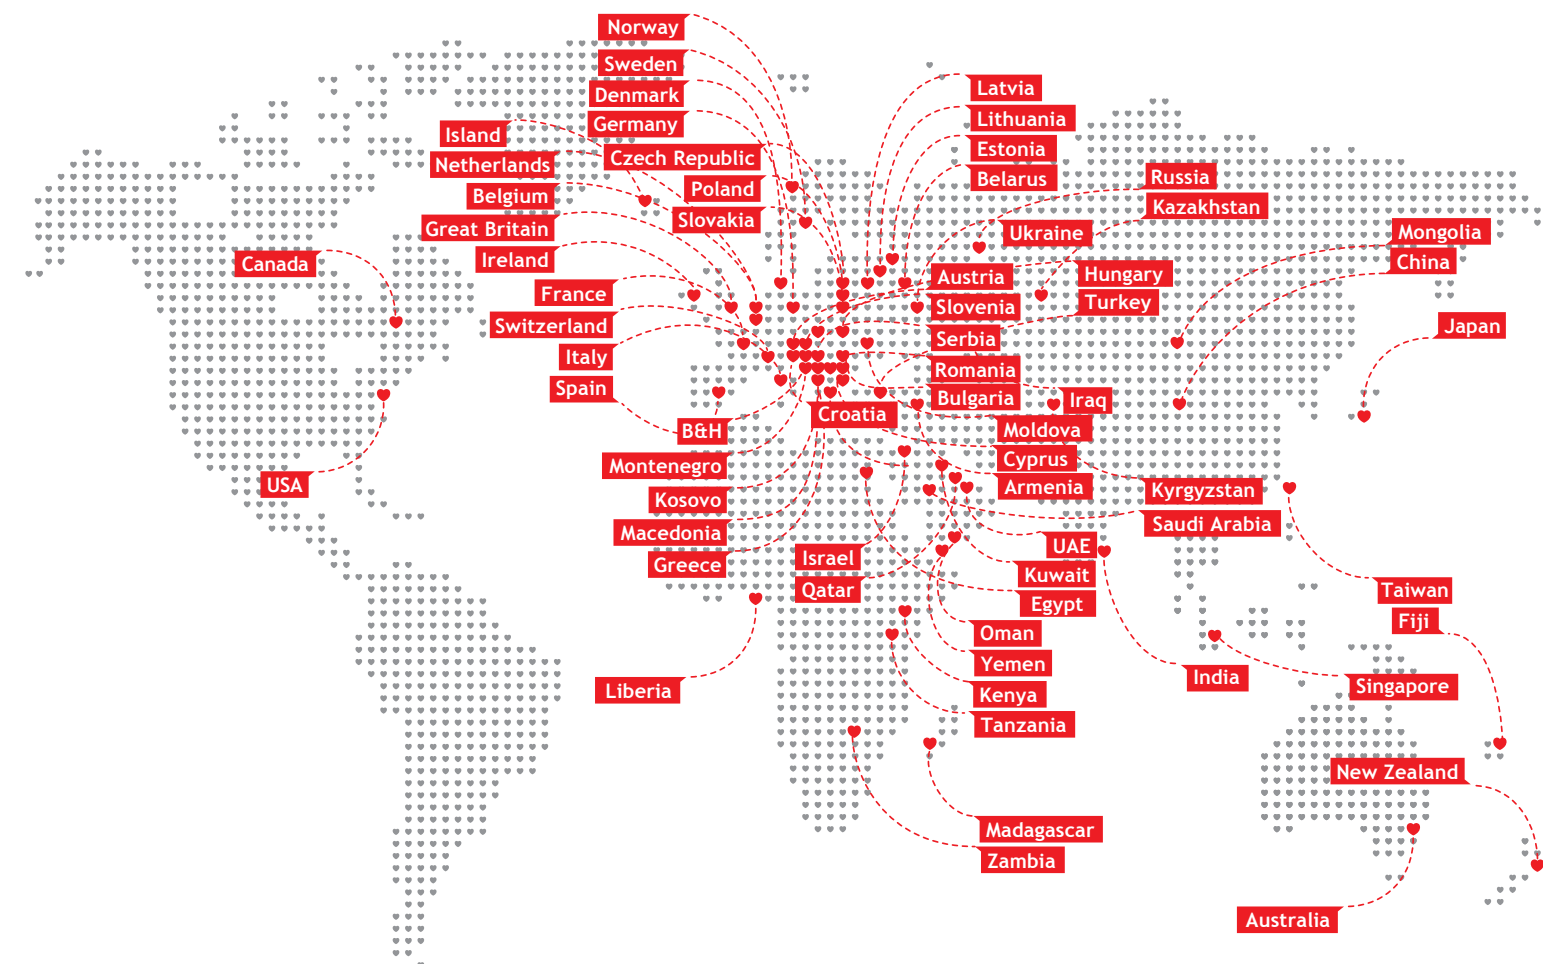 Norway
Sweden
Denmark
Germany
Island
Czech Republic
Netherlands
Poland
Belgium
Slovakia
Great Britain
Ireland
Canada
France
Switzerland
Italy
Spain
B&H
Montenegro
USA
Kosovo
Macedonia
Greece
Liberia
Latvia
Lithuania
Estonia
Belarus
Russia
Kazakhstan
Ukraine
Austria
Hungary
Slovenia
Turkey
Serbia
Romania
Bulgaria
Iraq
Croatia
Moldova
Cyprus
Armenia
Kyrgyzstan
Saudi Arabia
Israel
UAE
Qatar
Kuwait
Egypt
Oman
Yemen
Kenya
Tanzania
Madagascar
Zambia
Mongolia
China
Japan
Taiwan
Fiji
India
Singapore
New Zealand
Australia